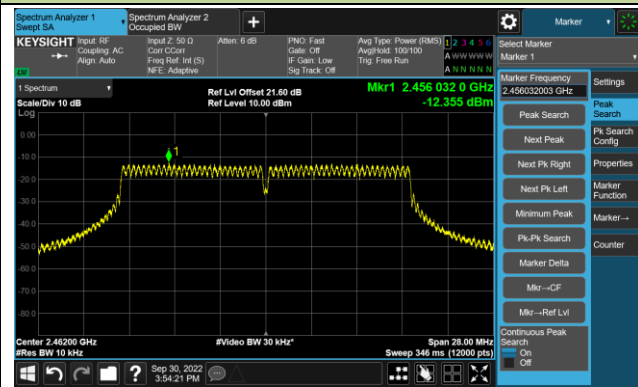 Spectrum Analyzer 1
Swept SA
Spectrum Analyzer 2
Occupied BW
Marker
KEYSIGHT
Input: RF
Coupling: AC
Align: Auto
Input Z: 50 Ω
Corr CCorr
Freq Ref: Int (S)
NFE: Adaptive
Atten: 6 dB
PNO: Fast
Gate: Off
IF Gain: Low
Sig Track: Off
Avg Type: Power (RMS)
Avg|Hold: 100/100
Trig: Free Run
1 2 3 4 5 6
A W W W W W
A N N N N N
Select Marker
Marker 1
LXI
1 Spectrum
Scale/Div 10 dB
Log
Ref Lvl Offset 21.60 dB
Ref Level 10.00 dBm
Mkr1 2.456 032 0 GHz
-12.355 dBm
0.00
-10.0
-20.0
-30.0
-40.0
-50.0
-60.0
-70.0
-80.0
1
Center 2.46200 GHz
#Res BW 10 kHz
#Video BW 30 kHz*
Span 28.00 MHz
Sweep 346 ms (12000 pts)
Marker Frequency
2.456032003 GHz
Peak Search
Next Peak
Next Pk Right
Next Pk Left
Minimum Peak
Pk-Pk Search
Marker Delta
Mkr→CF
Mkr→Ref Lvl
Continuous Peak
Search
On
Off
Settings
Peak
Search
Pk Search
Config
Properties
Marker
Function
Marker→
Counter
Sep 30, 2022
3:54:21 PM